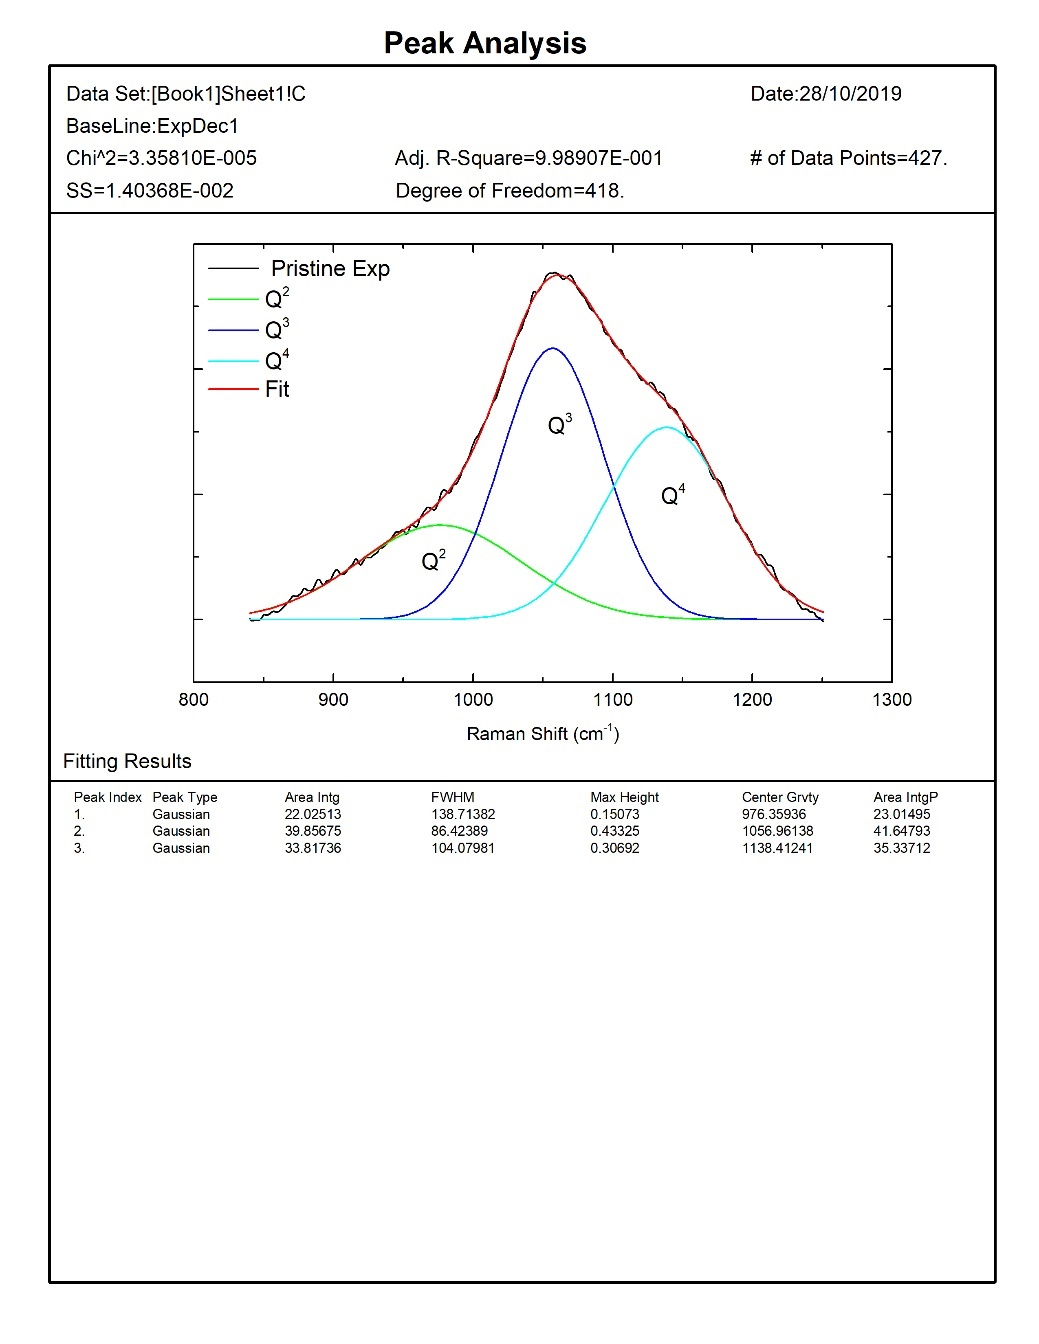 Peak Analysis
Data Set:[Book1]Sheet1!C Date:28/10/2019
BaseLine:ExpDec1
Chi^2=3.35810E-005 Adj. R-Square=9.98907E-001 # of Data Points=427.
SS=1.40368E-002 Degree of Freedom=418.
Pristine Exp
Q²
Q³
Q⁴
Fit
Q³
Q⁴
Q²
800 900 1000 1100 1200 1300
Raman Shift (cm⁻¹)
Fitting Results
Peak Index Peak Type Area Intg FWHM Max Height Center Grvty Area IntgP
1. Gaussian 22.02513 138.71382 0.15073 976.35936 23.01495
2. Gaussian 39.85675 86.42389 0.43325 1056.96138 41.64793
3. Gaussian 33.81736 104.07981 0.30692 1138.41241 35.33712